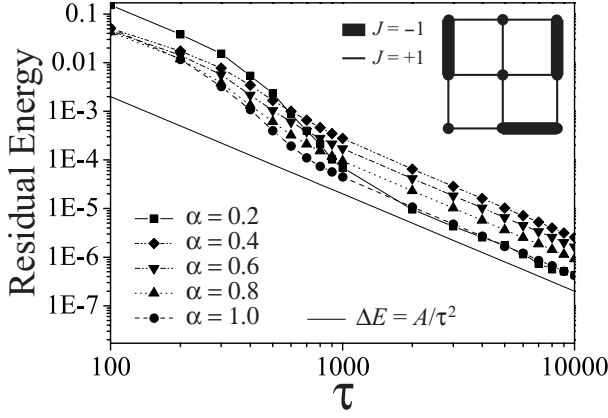 0.1
0.01
1E-3
1E-4
1E-5
1E-6
1E-7
Residual Energy
J = −1
J = +1
α = 0.2
α = 0.4
α = 0.6
α = 0.8
α = 1.0
ΔE = A/τ²
100
1000
10000
τ